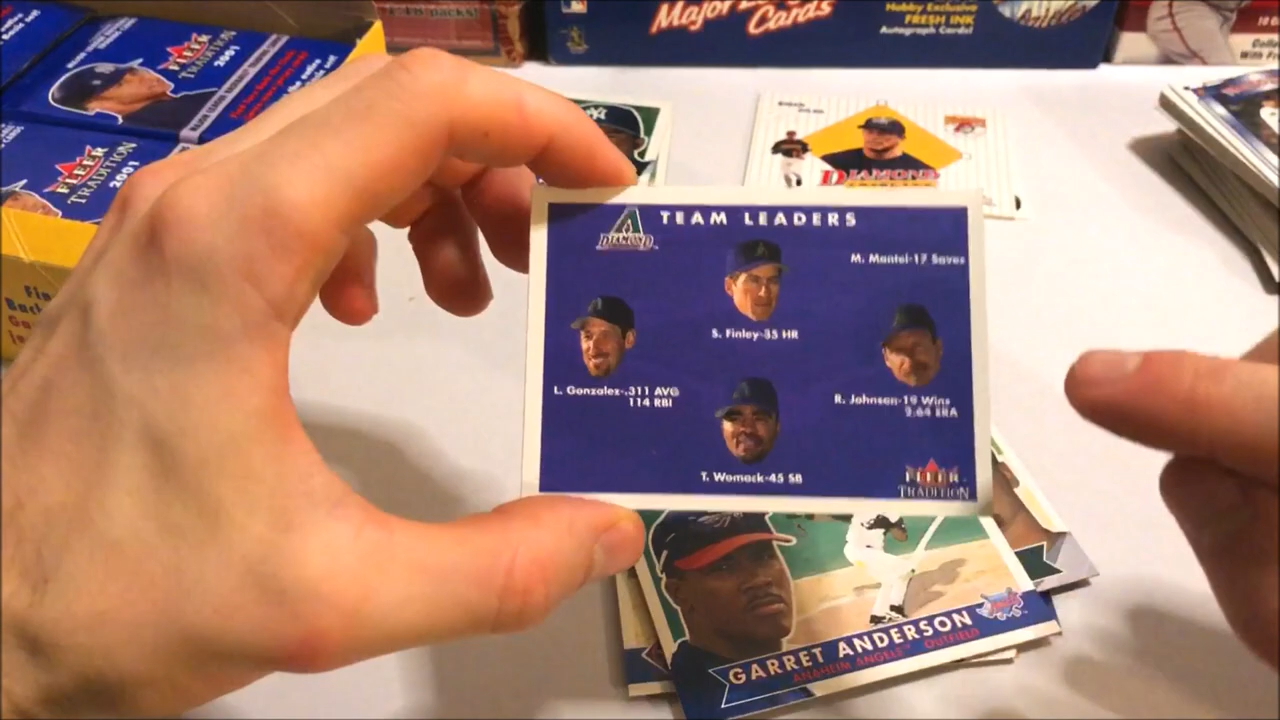 Major
Cards
Hobby Exclusive
FRESH INK
Autograph Cards!
FLEER
TRADITION
2001
FLEER
TRADITION
2001
DIAMOND
TEAM LEADERS
DIAMOND
M. Mantei-17 Saves
S. Finley-35 HR
L. Gonzalez-.311 AVG
114 RBI
R. Johnson-19 Wins
2.64 ERA
T. Womack-45 SB
FLEER
TRADITION
GARRET ANDERSON
ANAHEIM ANGELS™ OUTFIELD